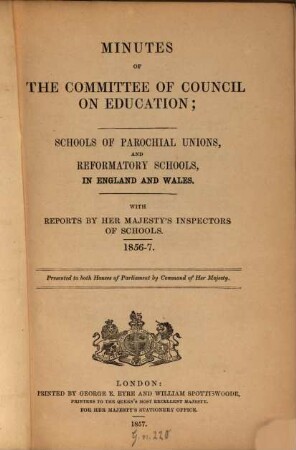 MINUTES
OF
THE COMMITTEE OF COUNCIL
ON EDUCATION;
SCHOOLS OF PAROCHIAL UNIONS,
AND
REFORMATORY SCHOOLS,
IN ENGLAND AND WALES.
WITH
REPORTS BY HER MAJESTY'S INSPECTORS
OF SCHOOLS.
1856-7.
Presented to both Houses of Parliament by Command of Her Majesty.
LONDON:
PRINTED BY GEORGE E. EYRE AND WILLIAM SPOTTISWOODE,
PRINTERS TO THE QUEEN'S MOST EXCELLENT MAJESTY.
FOR HER MAJESTY'S STATIONERY OFFICE.
1857.